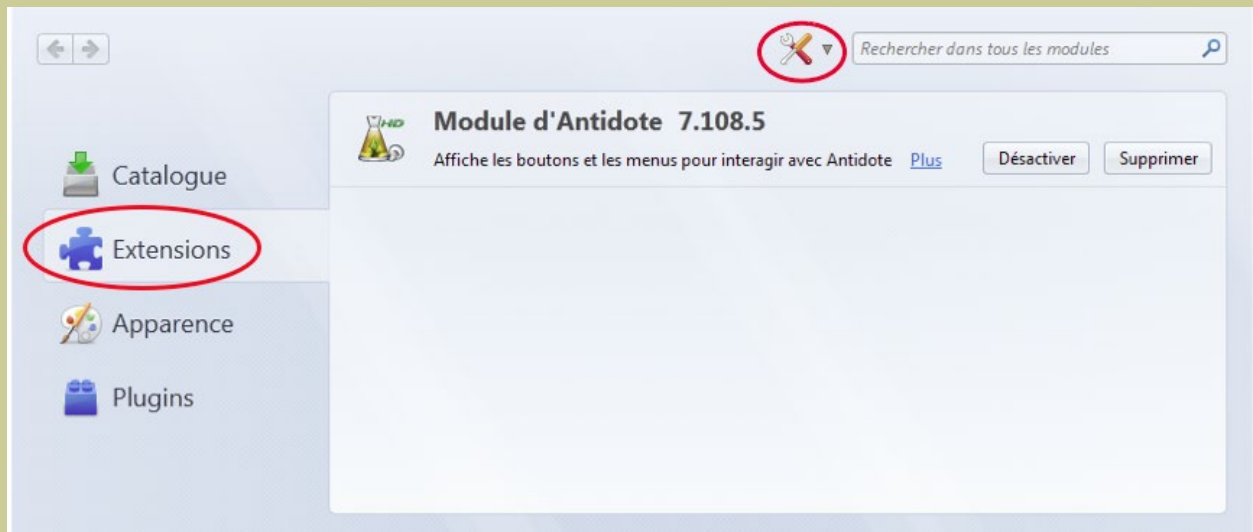 Rechercher dans tous les modules
Module d'Antidote 7.108.5
Affiche les boutons et les menus pour interagir avec Antidote Plus Désactiver Supprimer
Catalogue
Extensions
Apparence
Plugins
HD